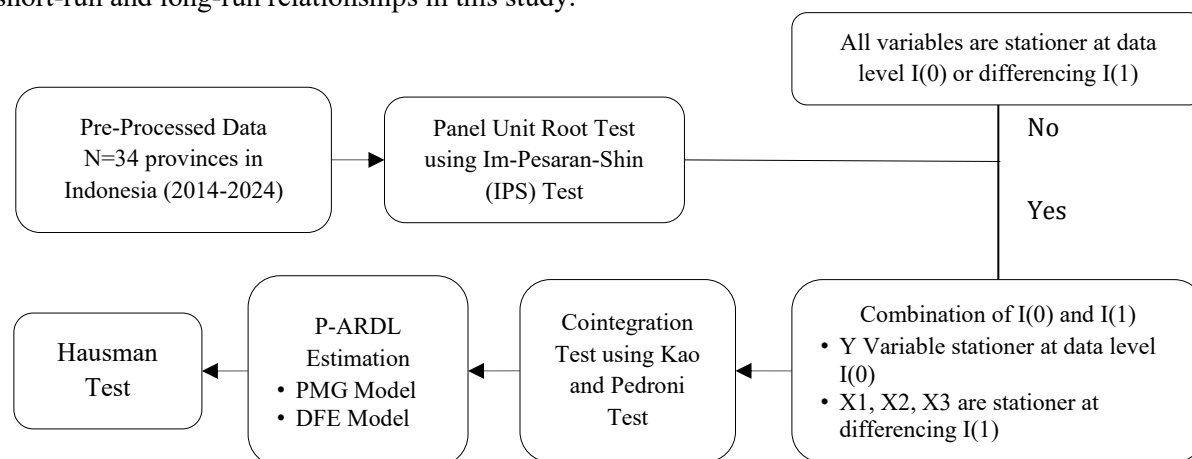 short-run and long-run relationships in this study.
All variables are stationer at data
level I(0) or differencing I(1)
Pre-Processed Data
N=34 provinces in
Indonesia (2014-2024)
Panel Unit Root Test
using Im-Pesaran-Shin
(IPS) Test
No
Yes
Combination of I(0) and I(1)
• Y Variable stationer at data level
I(0)
• X1, X2, X3 are stationer at
differencing I(1)
Cointegration
Test using Kao
and Pedroni
Test
P-ARDL
Estimation
• PMG Model
• DFE Model
Hausman
Test